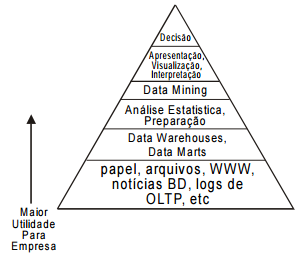 Decisão
Apresentação,
Visualização,
Interpretação
Data Mining
Análise Estatistica,
Preparação
Data Warehouses,
Data Marts
papel, arquivos, WWW,
notícias BD, logs de
OLTP, etc
Maior
Utilidade
Para
Empresa